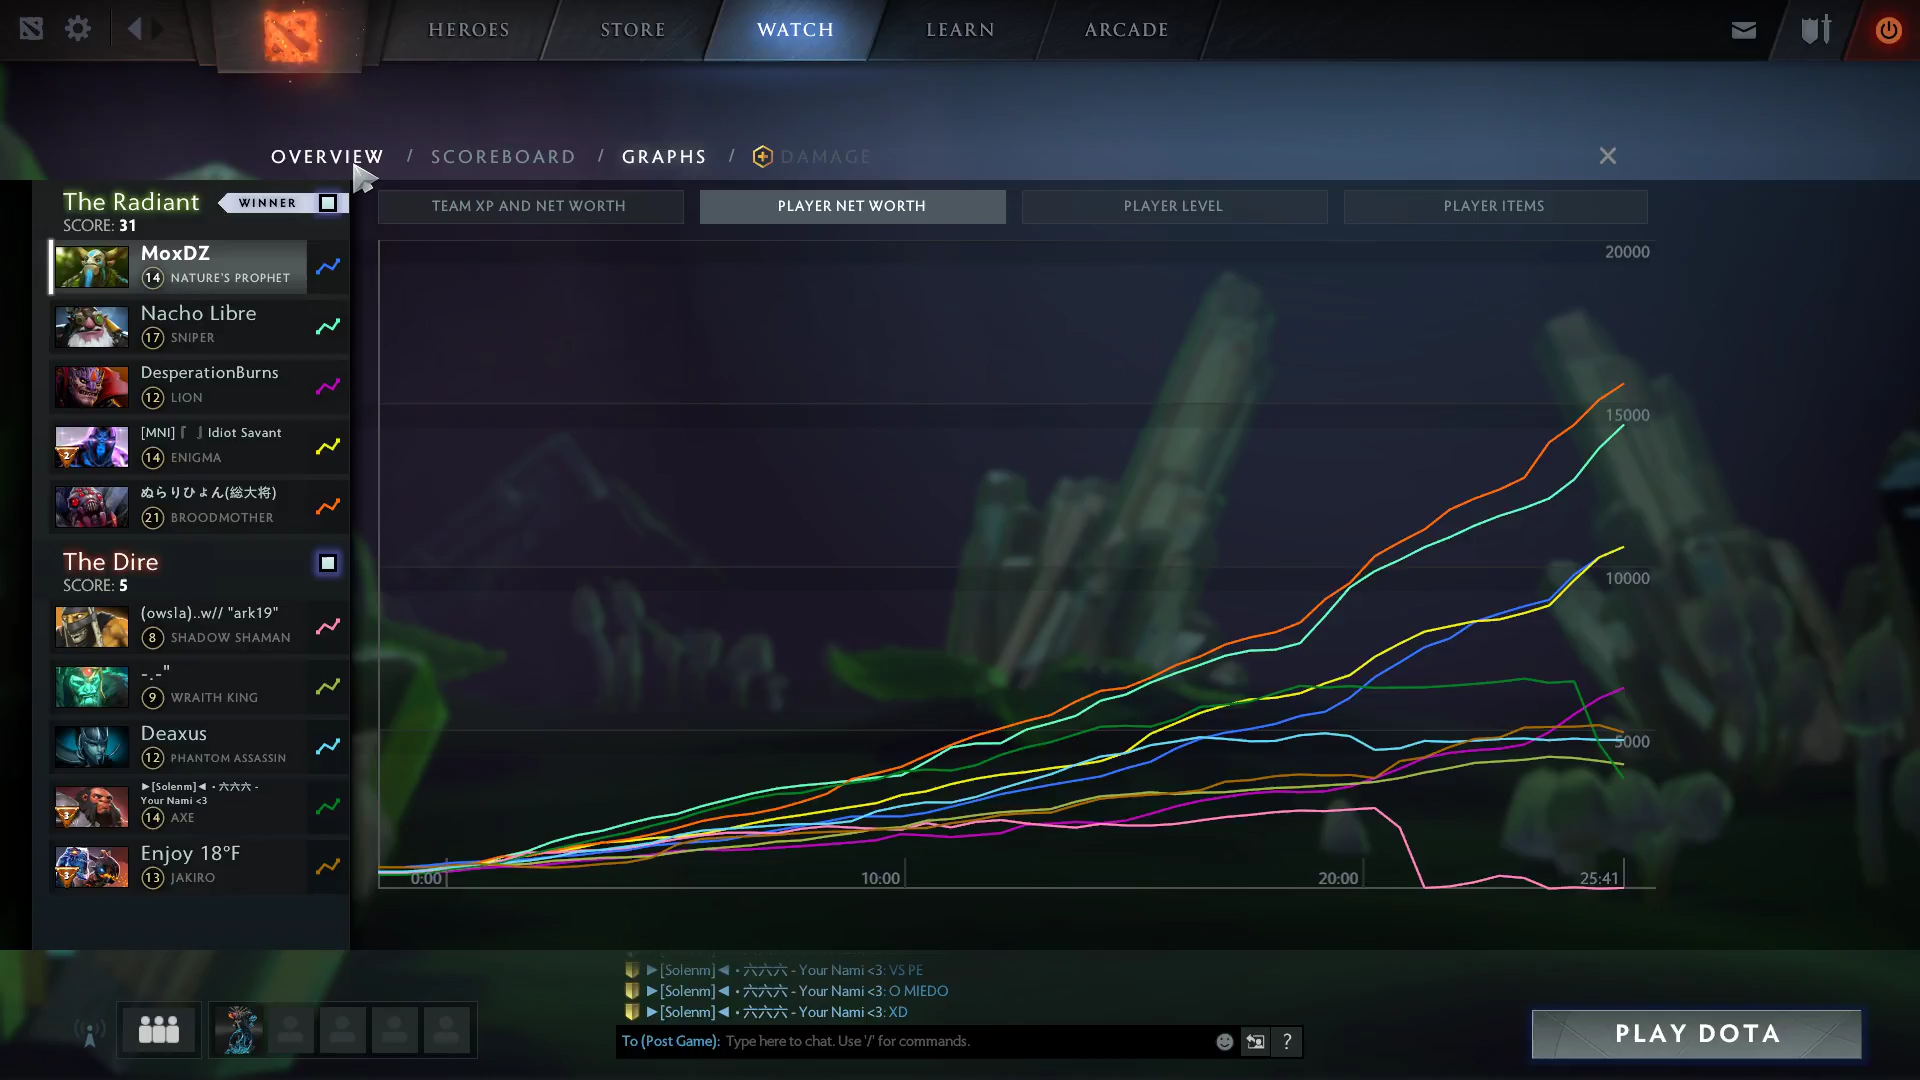 HEROES
STORE
WATCH
LEARN
ARCADE
OVERVIEW / SCOREBOARD / GRAPHS / DAMAGE
The Radiant
WINNER
SCORE: 31
MoxDZ
14 NATURE'S PROPHET
Nacho Libre
17 SNIPER
DesperationBurns
12 LION
[MNI]『 』Idiot Savant
2
14 ENIGMA
ぬらりひょん(総大将)
21 BROODMOTHER
The Dire
SCORE: 5
(owsla)..w// "ark19"
8 SHADOW SHAMAN
-.-"
9 WRAITH KING
Deaxus
12 PHANTOM ASSASSIN
►[Solenm]◄ • 六六六 -
Your Nami <3
3
14 AXE
Enjoy 18°F
3
13 JAKIRO
TEAM XP AND NET WORTH
PLAYER NET WORTH
PLAYER LEVEL
PLAYER ITEMS
20000
15000
10000
5000
0:00
10:00
20:00
25:41
►[Solenm]◄ • 六六六 - Your Nami <3: VS PE
►[Solenm]◄ • 六六六 - Your Nami <3: O MIEDO
►[Solenm]◄ • 六六六 - Your Nami <3: XD
To (Post Game): Type here to chat. Use '/' for commands.
?
PLAY DOTA